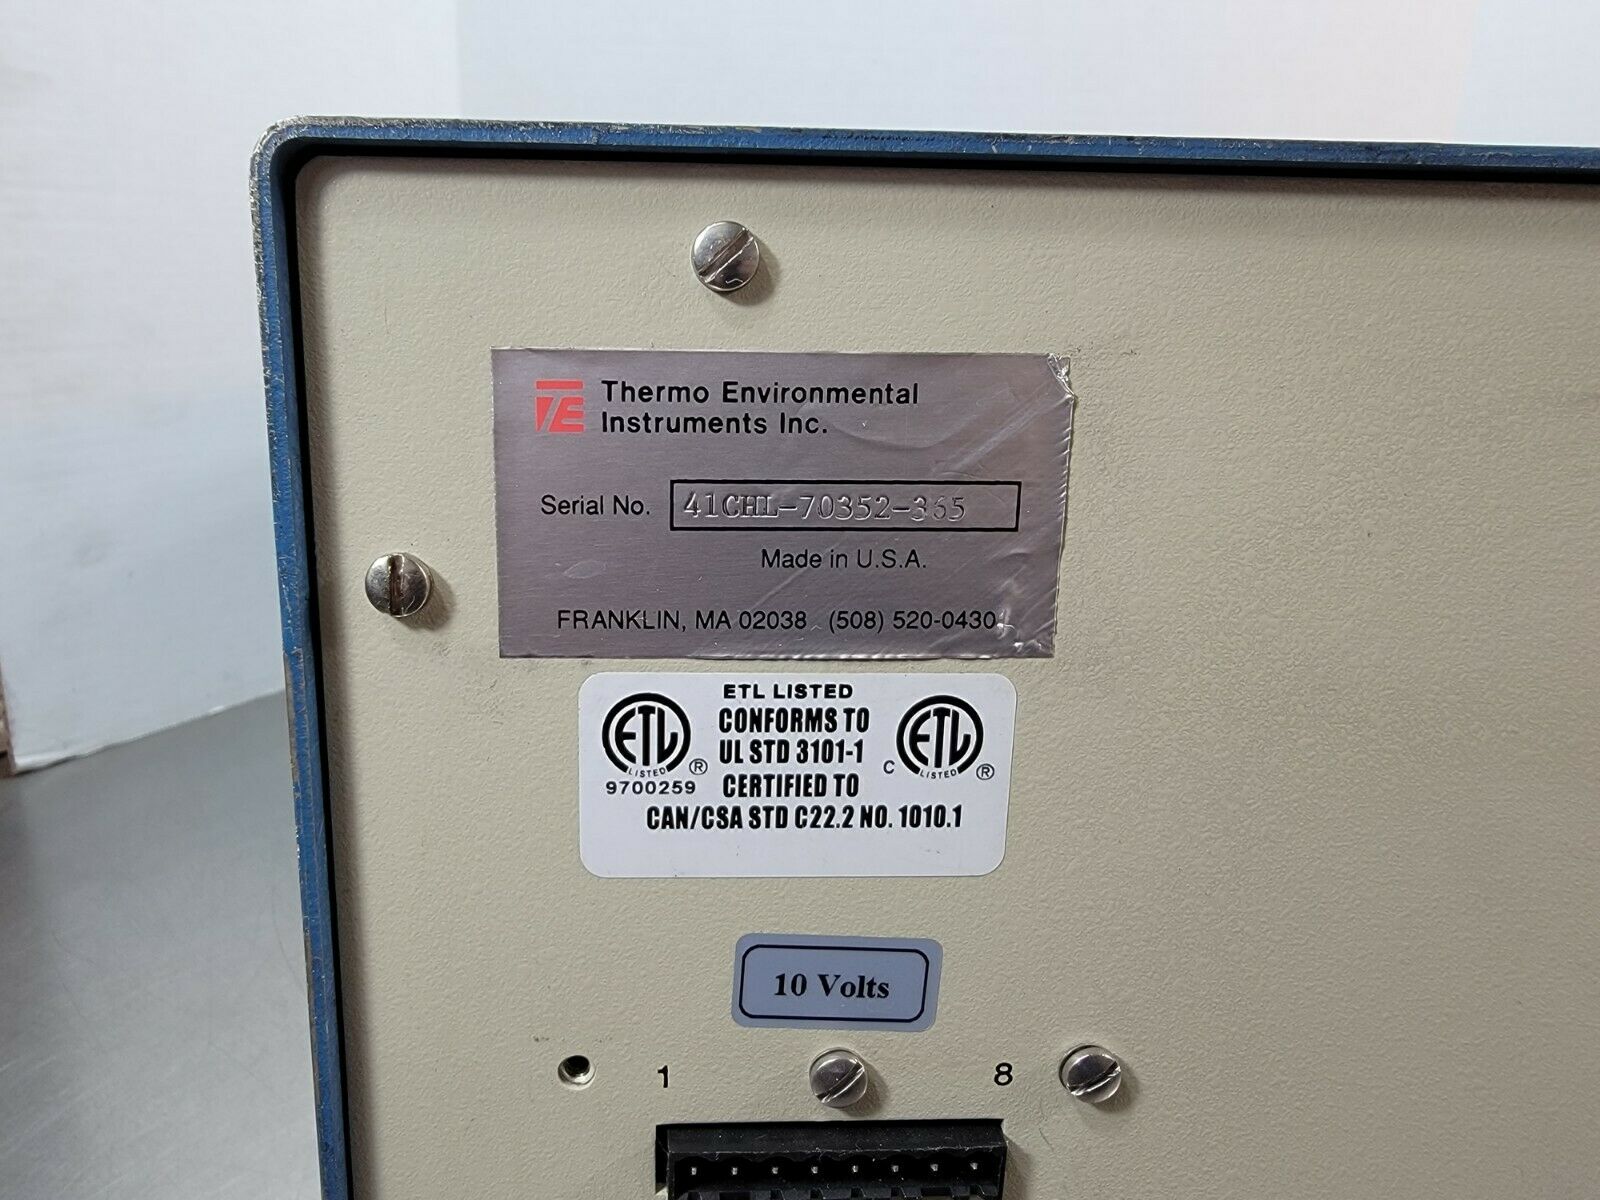 TE Thermo Environmental
Instruments Inc.
Serial No. 41CHL-70352-365
Made in U.S.A.
FRANKLIN, MA 02038 (508) 520-0430
ETL LISTED
CONFORMS TO
UL STD 3101-1
CERTIFIED TO
CAN/CSA STD C22.2 NO. 1010.1
ETL
LISTED ®
9700259
C ETL
LISTED ®
10 Volts
1 8